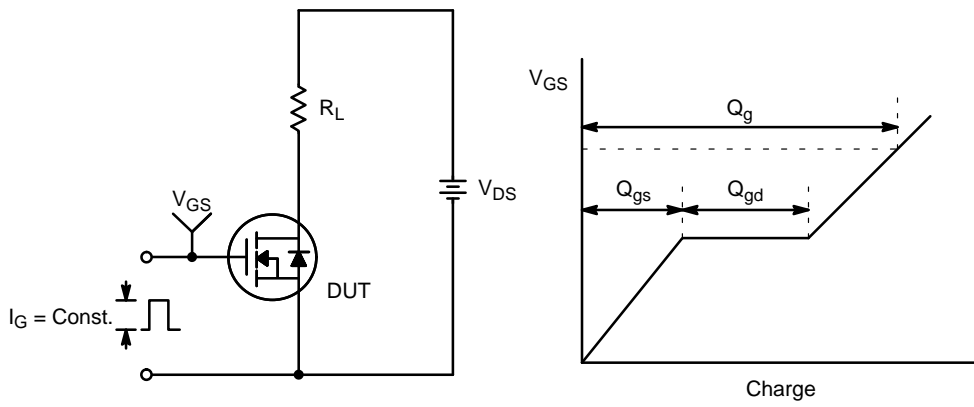 R_L
V_GS
V_DS
DUT
I_G = Const.
V_GS
Q_g
Q_gs
Q_gd
Charge